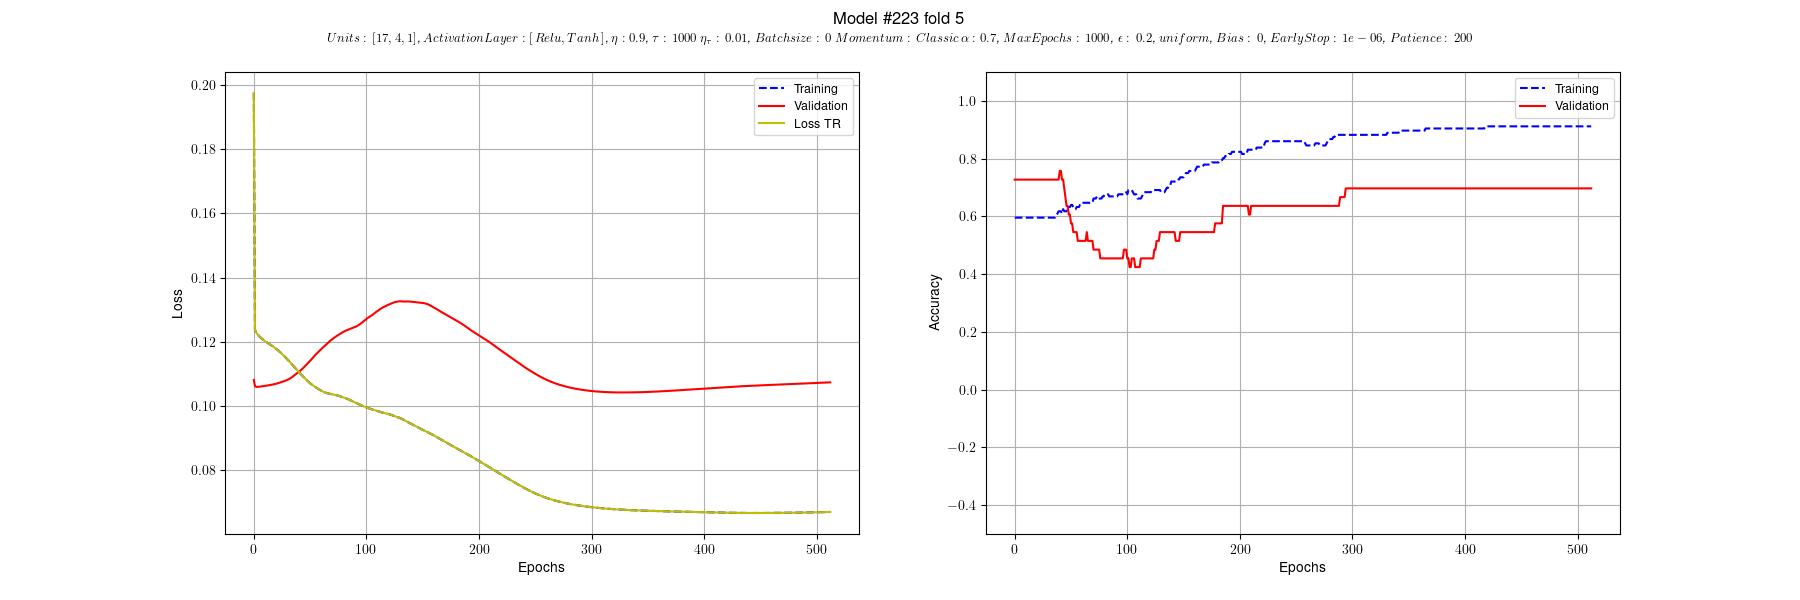 Model #223 fold 5
Units : [17, 4, 1], ActivationLayer : [Relu, Tanh], η : 0.9, τ : 1000 ητ : 0.01, Batchsize : 0 Momentum : Classic α : 0.7, MaxEpochs : 1000, ϵ : 0.2, uniform, Bias : 0, EarlyStop : 1e − 06, Patience : 200
0.20
0.18
0.16
0.14
0.12
0.10
0.08
Loss
0 100 200 300 400 500
Epochs
Training
Validation
Loss TR
1.0
0.8
0.6
0.4
0.2
0.0
−0.2
−0.4
Accuracy
0 100 200 300 400 500
Epochs
Training
Validation